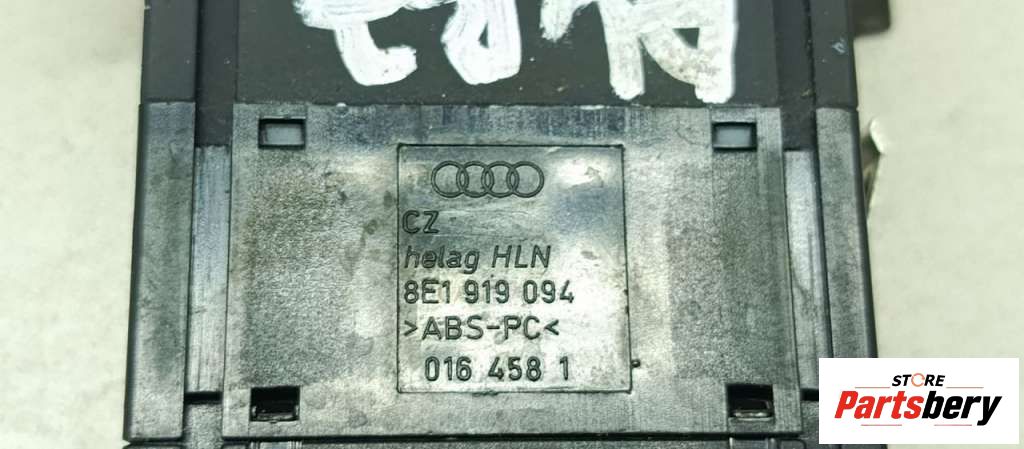 CZ
helag HLN
8E1 919 094
>ABS-PC<
016 458 1
STORE
Partsbery